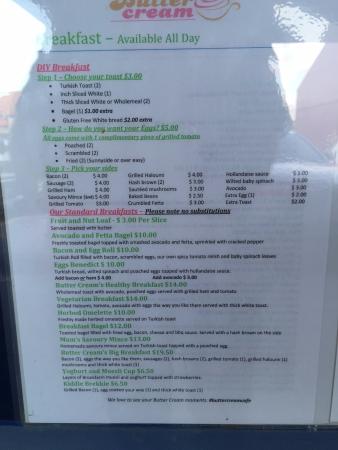 Butter
cream
Breakfast – Available All Day
DIY Breakfast
Step 1 – Choose your toast $3.00
• Turkish Toast (2)
• Inch Sliced White (1)
• Thick Sliced White or Wholemeal (2)
• Bagel (1) $1.00 extra
• Gluten Free White bread $2.00 extra
Step 2 – How do you want your Eggs? $5.00
All eggs come with 1 complimentary piece of grilled tomato
• Poached (2)
• Scrambled (2)
• Fried (2) (Sunnyside or over easy)
Step 3 – Pick your sides
Bacon (2) $ 4.00 Grilled Haloumi $ 4.00 Hollandaise sauce $ 3.00
Sausage (2) $ 4.00 Hash brown (2) $ 3.00 Wilted baby spinach $ 3.00
Grilled Ham $ 4.00 Sautéed mushrooms $ 3.00 Avocado $ 3.00
Savoury Mince (beef) $ 4.00 Baked Beans $ 2.50 Extra Egg (1) $ 2.00
Grilled Tomato $3.00 Crumbled Fetta $ 3.00 Extra Toast $2.00
Our Standard Breakfasts – Please note no substitutions
Fruit and Nut Loaf - $ 3.00 Per Slice
Served toasted with butter
Avocado and Fetta Bagel $10.00
Freshly toasted bagel topped with smashed avocado and fetta, sprinkled with cracked pepper
Bacon and Egg Roll $10.00
Turkish Roll filled with bacon, scrambled eggs, our own spicy tomato relish and baby spinach leaves
Eggs Benedict $ 10.00
Turkish bread, wilted spinach and poached eggs topped with hollandaise sauce.
Add bacon or ham $ 4.00 Add avocado $ 3.00
Butter Cream's Healthy Breakfast $14.00
Wholemeal toast with avocado, poached eggs served with grilled ham and tomato
Vegetarian Breakfast $14.00
Grilled Haloumi, tomato, avocado with eggs the way you like them served with thick white toast.
Herbed Omelette $10.00
Freshly made herbed omelette served on Turkish toast
Breakfast Bagel $12.00
Toasted bagel filled with fried egg, bacon, cheese and bbq sauce. Served with a hash brown on the side
Mum's Savoury Mince $13.00
Homemade savoury mince served on Turkish toast topped with a poached egg
Butter Cream's Big Breakfast $19.50
Bacon (2), eggs the way you like them, sausages (2), hash browns (2), grilled tomato (1), grilled haloumi (1)
mushrooms and thick white toast (1)
Yoghurt and Muesli Cup $6.50
Layers of Breakfast Muesli and yoghurt topped with strawberries.
Kiddie Brekkie $6.50
Grilled Bacon (1), egg cooked your way (1) and thick white toast (1)
We love to see your Butter Cream moments. #buttercreamcafe